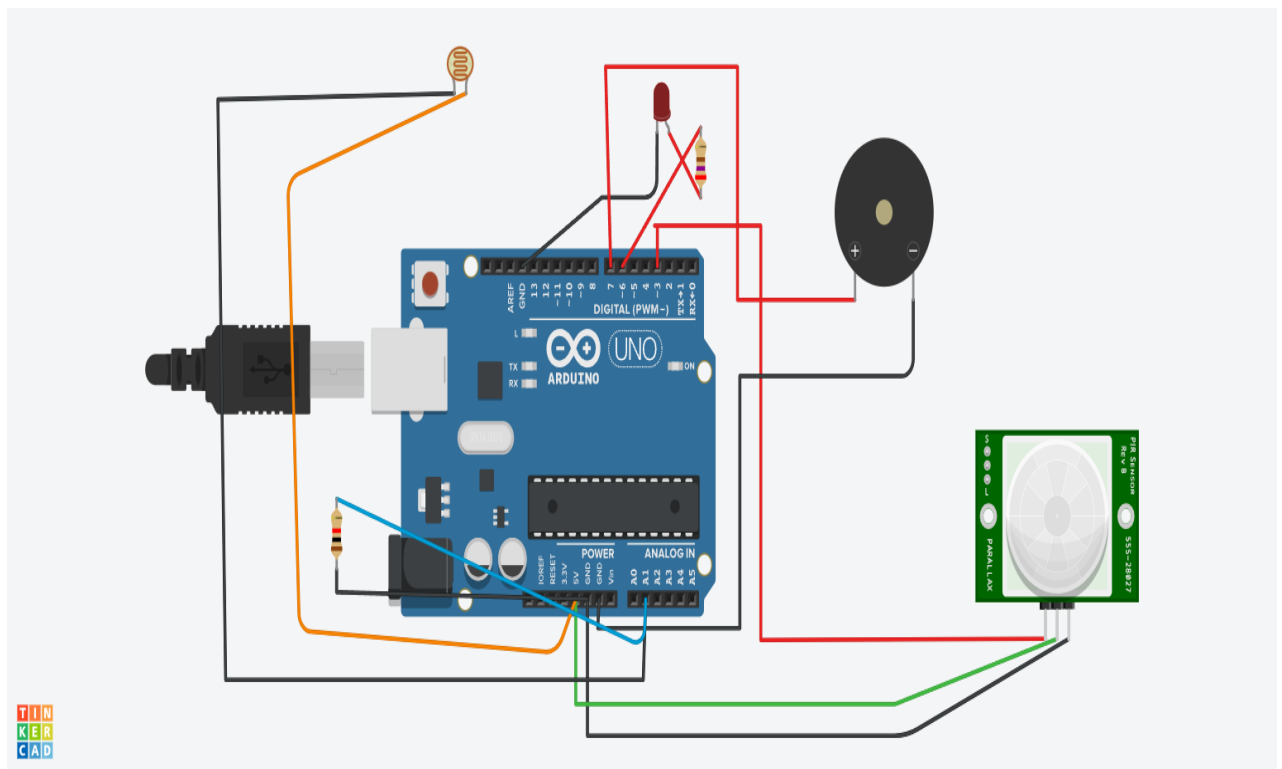 AREF
GND
13
12
~11
~10
~9
8
7
~6
~5
4
~3
2
TX→1
RX←0
DIGITAL (PWM~)
L
TX
RX
ARDUINO
UNO
ON
+
−
S
L
PIR SENSOR
REV B
PARALLAX
555-28027
POWER
ANALOG IN
IOREF
RESET
3.3V
5V
GND
GND
Vin
A0
A1
A2
A3
A4
A5
TIN
KER
CAD